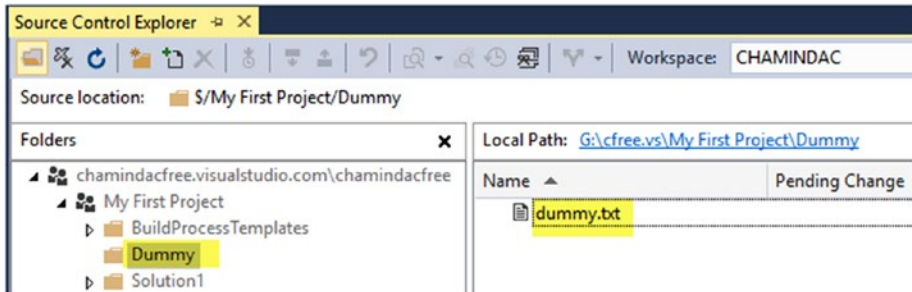 Source Control Explorer
Workspace: CHAMINDAC
Source location: $/My First Project/Dummy
Folders
Local Path: G:\cfree.vs\My First Project\Dummy
chamindacfree.visualstudio.com\chamindacfree
Name Pending Change
My First Project
dummy.txt
BuildProcessTemplates
Dummy
Solution1